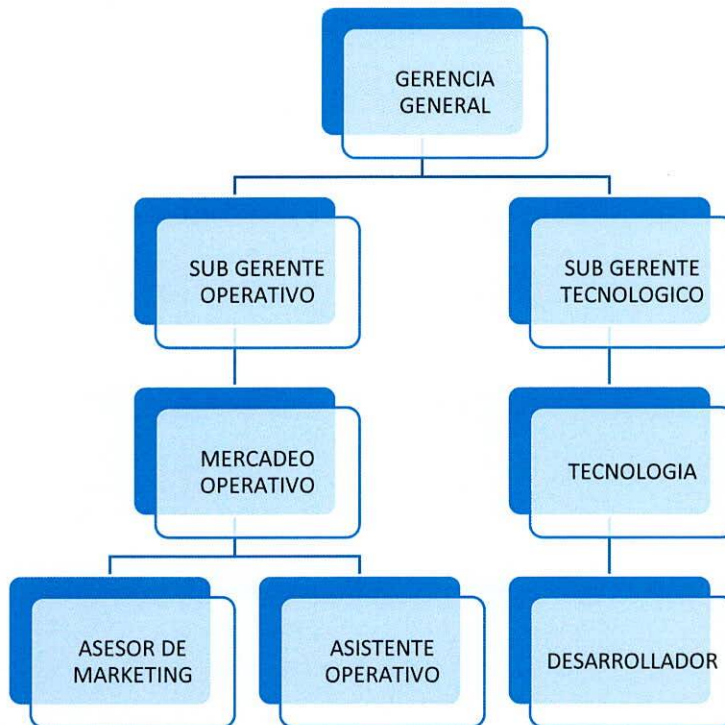 GERENCIA
GENERAL
SUB GERENTE
OPERATIVO
SUB GERENTE
TECNOLOGICO
MERCADEO
OPERATIVO
TECNOLOGIA
ASESOR DE
MARKETING
ASISTENTE
OPERATIVO
DESARROLLADOR